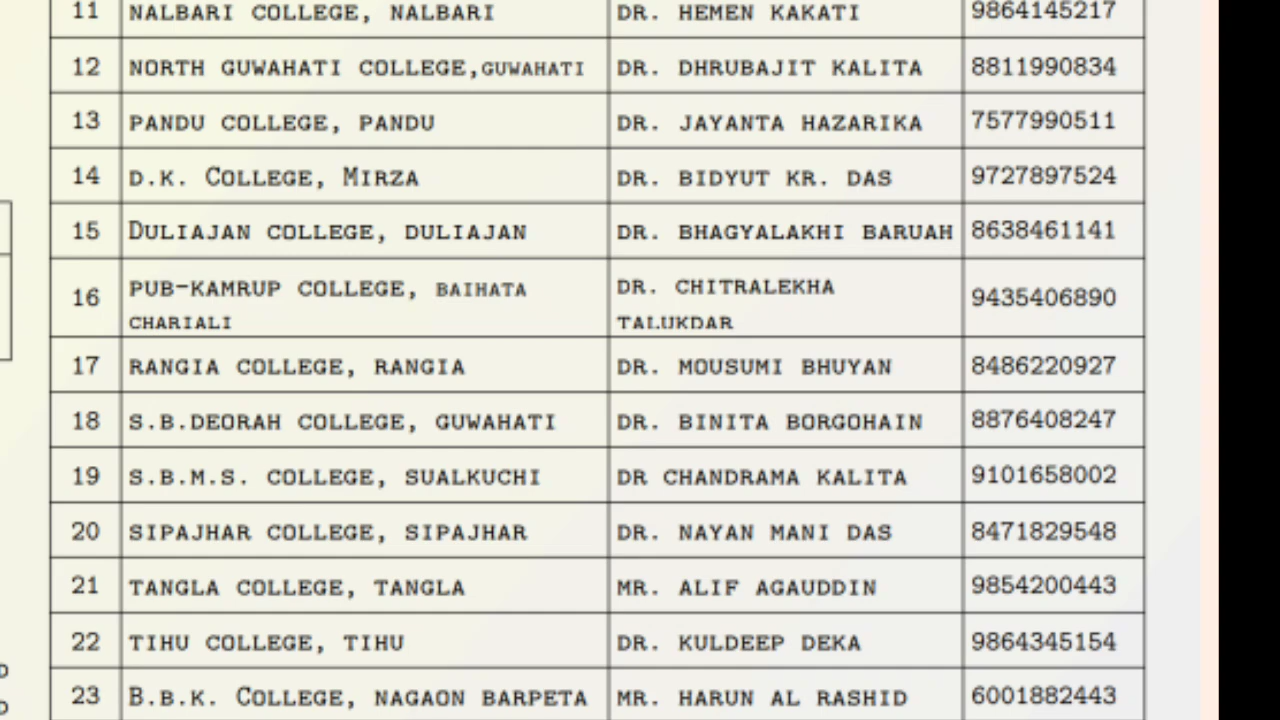 11 NALBARI COLLEGE, NALBARI DR. HEMEN KAKATI 9864145217
12 NORTH GUWAHATI COLLEGE,GUWAHATI DR. DHRUBAJIT KALITA 8811990834
13 PANDU COLLEGE, PANDU DR. JAYANTA HAZARIKA 7577990511
14 D.K. COLLEGE, MIRZA DR. BIDYUT KR. DAS 9727897524
15 DULIAJAN COLLEGE, DULIAJAN DR. BHAGYALAKHI BARUAH 8638461141
16 PUB-KAMRUP COLLEGE, BAIHATA DR. CHITRALEKHA 9435406890
CHARIALI TALUKDAR
17 RANGIA COLLEGE, RANGIA DR. MOUSUMI BHUYAN 8486220927
18 S.B.DEORAH COLLEGE, GUWAHATI DR. BINITA BORGOHAIN 8876408247
19 S.B.M.S. COLLEGE, SUALKUCHI DR CHANDRAMA KALITA 9101658002
20 SIPAJHAR COLLEGE, SIPAJHAR DR. NAYAN MANI DAS 8471829548
21 TANGLA COLLEGE, TANGLA MR. ALIF AGAUDDIN 9854200443
22 TIHU COLLEGE, TIHU DR. KULDEEP DEKA 9864345154
23 B.B.K. COLLEGE, NAGAON BARPETA MR. HARUN AL RASHID 6001882443